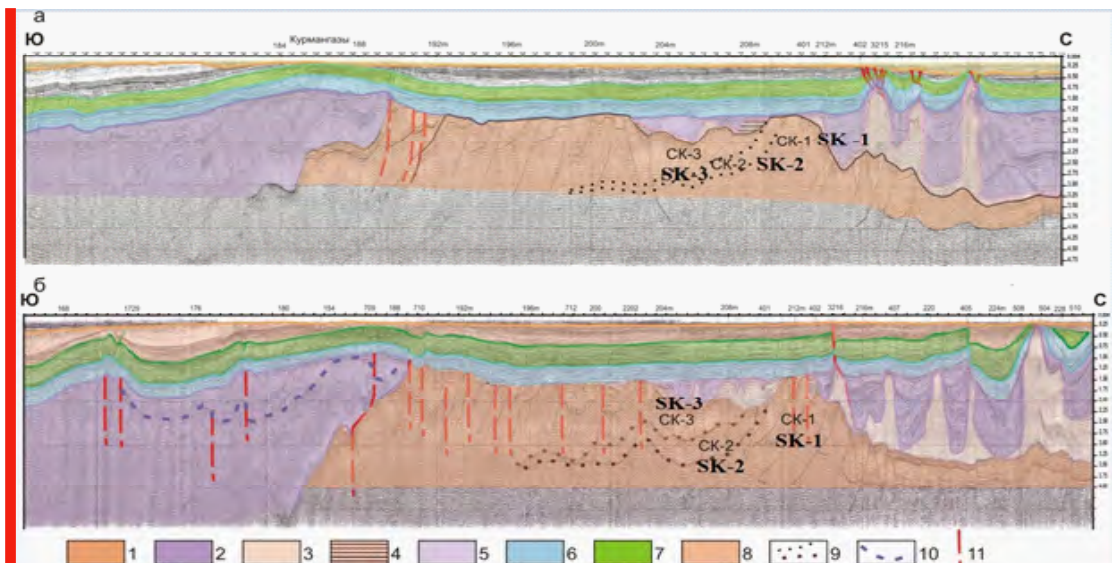 а
Ю Курмангазы С
184 188 192m 196m 200m 204m 208m 401 212m 402 3215 216m
СК-1 SK -1
СК-3
СК-2 SK-2
SK-3
б
Ю С
168 1725 176 180 184 709 188 710 192m 196m 712 200 2202 204m 208m 401 212m 402 3216 216m 407 220 405 224m 508 504 228 510
SK-3
СК-3 СК-1
SK-1
СК-2
SK-2
1 2 3 4 5 6 7 8 9 10 11